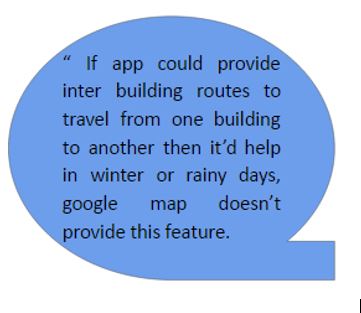 “ If app could provide
inter building routes to
travel from one building
to another then it’d help
in winter or rainy days,
google map doesn’t
provide this feature.